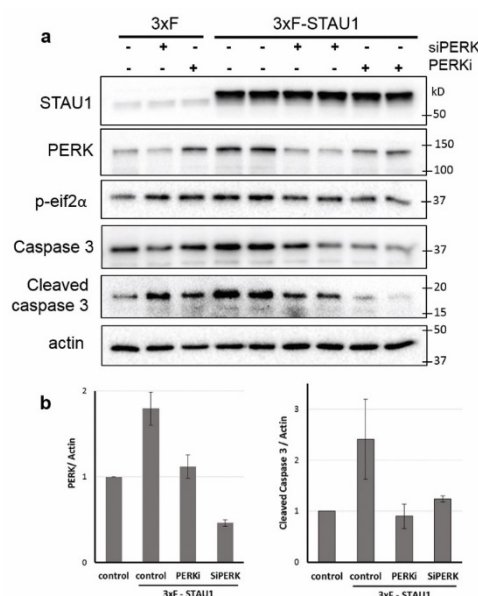 a
3xF 3xF-STAU1
- + - - - + + - - siPERK
- - + - - - - + + PERKi
STAU1 kD 50
PERK 150 100
p-eif2α 37
Caspase 3 37
Cleaved caspase 3 20 15
actin 50 37
b
PERK/ Actin
2
1
0
control control PERKi SiPERK
3xF - STAU1
Cleaved Caspase 3 / Actin
3
2
1
0
control control PERKi SiPERK
3xF - STAU1